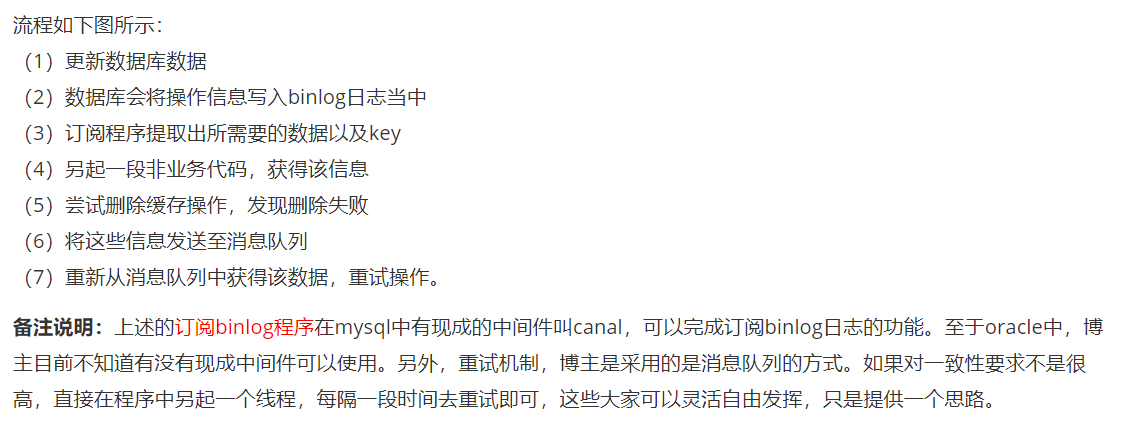 流程如下图所示：
（1）更新数据库数据
（2）数据库会将操作信息写入binlog日志当中
（3）订阅程序提取出所需要的数据以及key
（4）另起一段非业务代码，获得该信息
（5）尝试删除缓存操作，发现删除失败
（6）将这些信息发送至消息队列
（7）重新从消息队列中获得该数据，重试操作。
备注说明：上述的订阅binlog程序在mysql中有现成的中间件叫canal，可以完成订阅binlog日志的功能。至于oracle中，博
主目前不知道有没有现成中间件可以使用。另外，重试机制，博主是采用的是消息队列的方式。如果对一致性要求不是很
高，直接在程序中另起一个线程，每隔一段时间去重试即可，这些大家可以灵活自由发挥，只是提供一个思路。